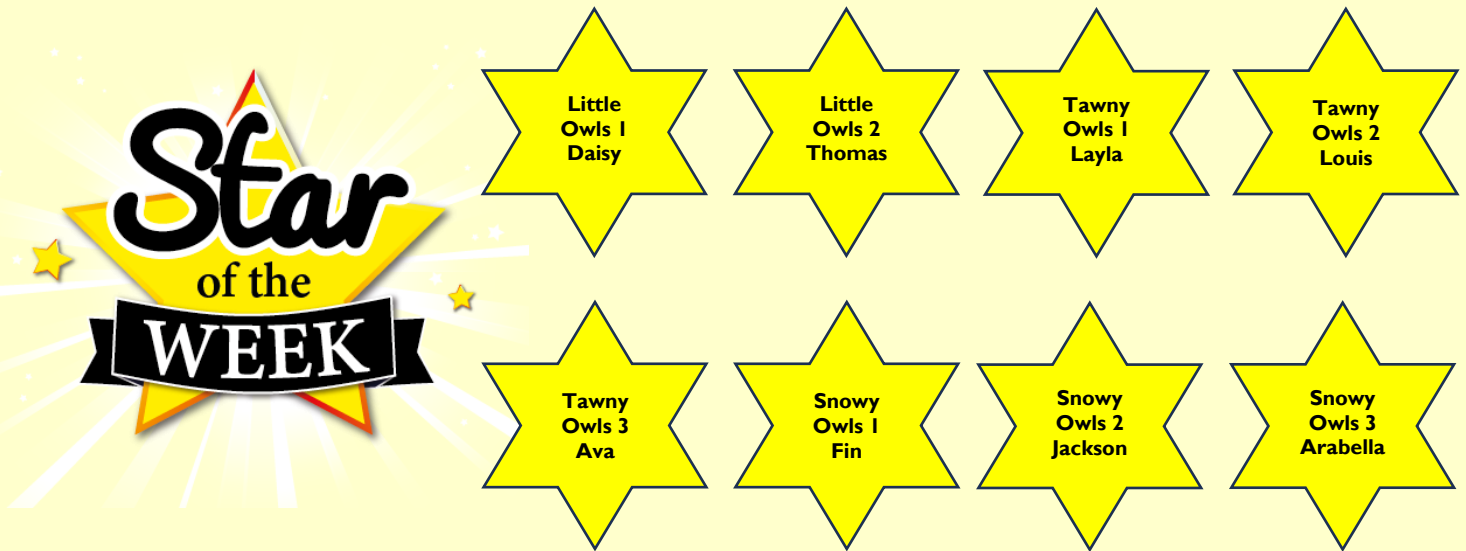 Star
of the
WEEK
Little
Owls 1
Daisy
Little
Owls 2
Thomas
Tawny
Owls 1
Layla
Tawny
Owls 2
Louis
Tawny
Owls 3
Ava
Snowy
Owls 1
Fin
Snowy
Owls 2
Jackson
Snowy
Owls 3
Arabella